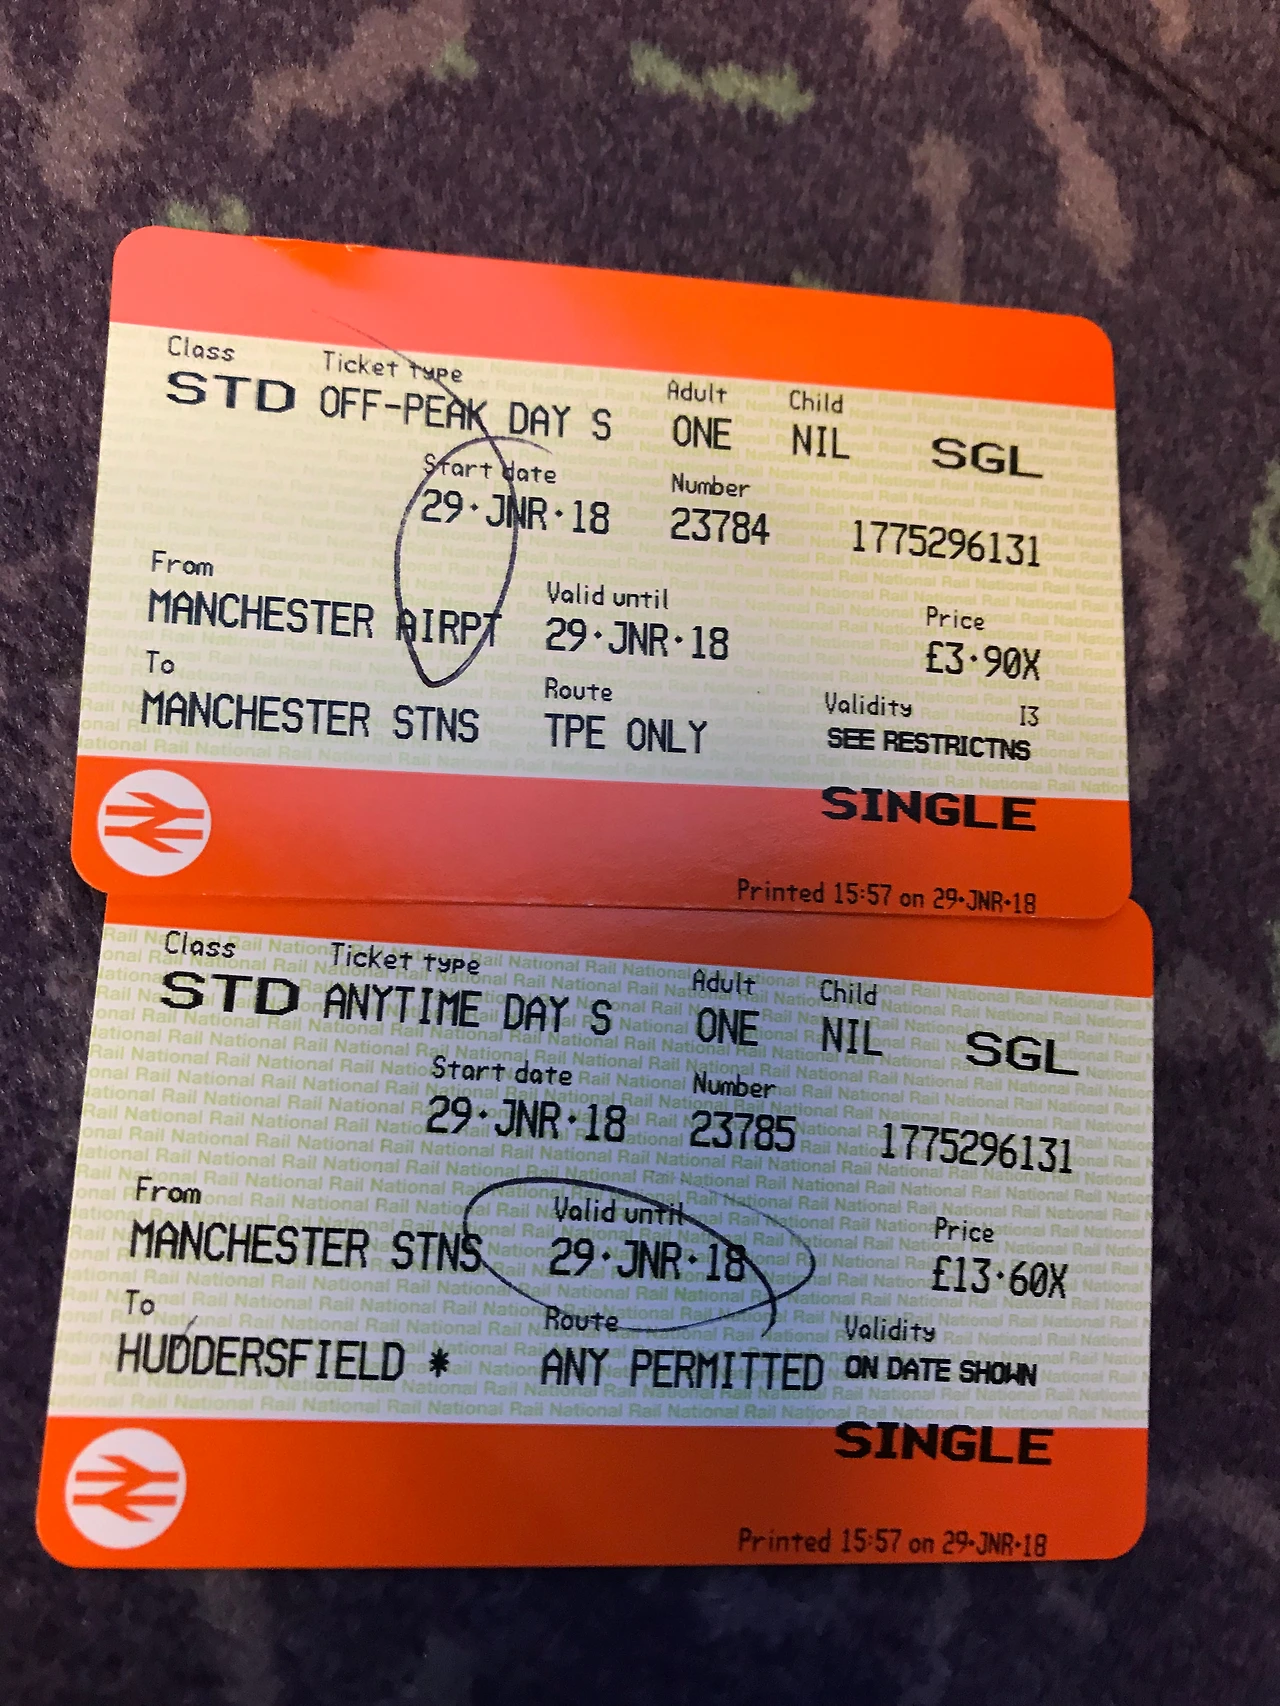 Class Ticket type Adult Child
STD OFF-PEAK DAY S ONE NIL SGL
Start date Number
29·JNR·18 23784 1775296131
From Valid until Price
MANCHESTER AIRPT 29·JNR·18 £3·90X
To Route Validity I3
MANCHESTER STNS TPE ONLY SEE RESTRICTNS
SINGLE
Printed 15:57 on 29·JNR·18
Class Ticket type Adult Child
STD ANYTIME DAY S ONE NIL SGL
Start date Number
29·JNR·18 23785 1775296131
From Valid until Price
MANCHESTER STNS 29·JNR·18 £13·60X
To Route Validity
HUDDERSFIELD * ANY PERMITTED ON DATE SHOWN
SINGLE
Printed 15:57 on 29·JNR·18